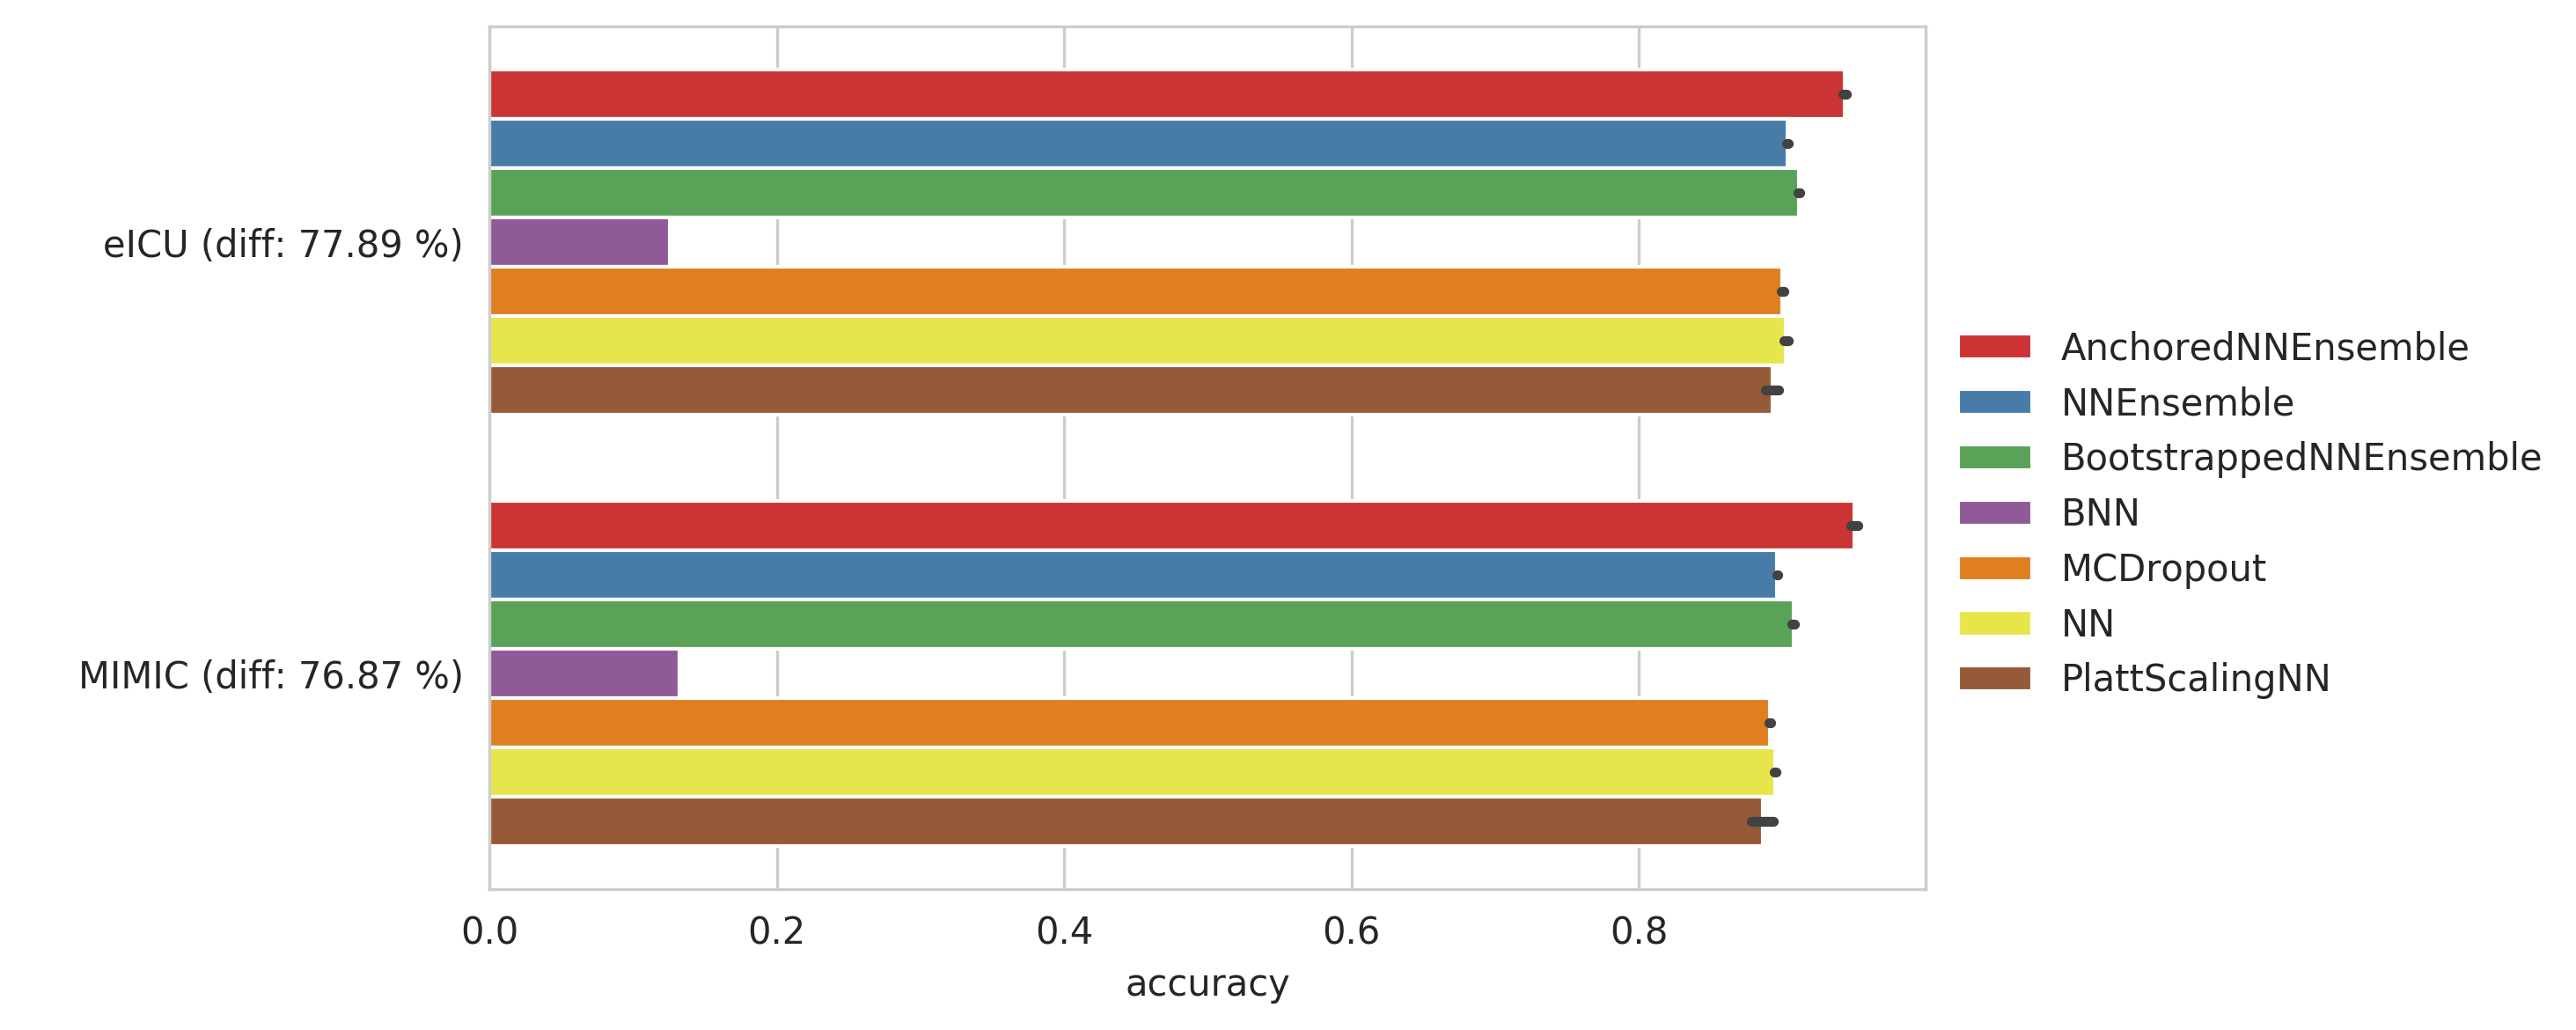 eICU (diff: 77.89 %)
MIMIC (diff: 76.87 %)
0.0 0.2 0.4 0.6 0.8
accuracy
AnchoredNNEnsemble
NNEnsemble
BootstrappedNNEnsemble
BNN
MCDropout
NN
PlattScalingNN